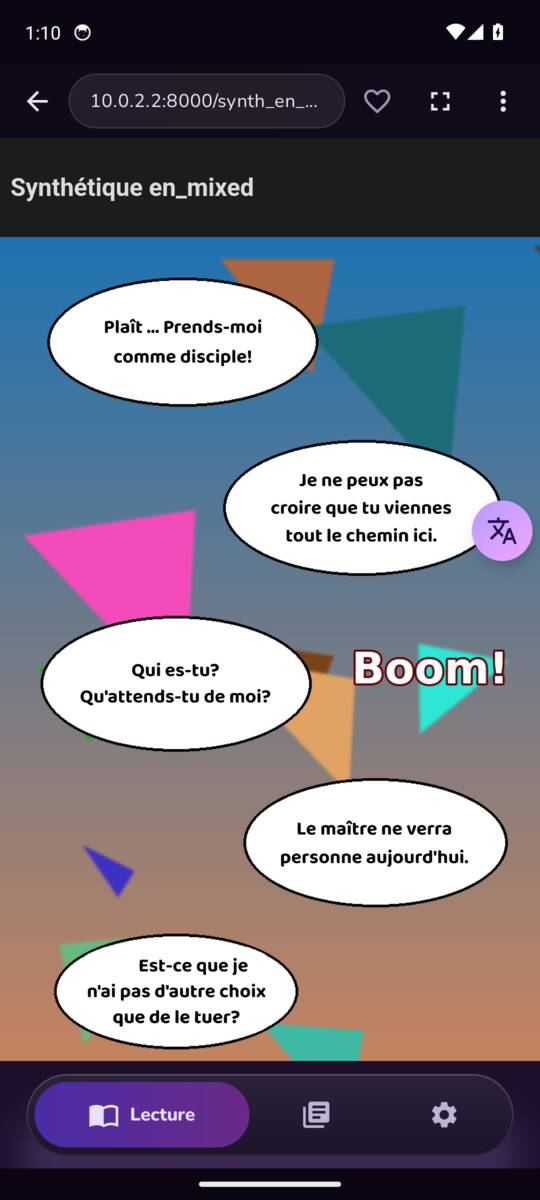 1:10
10.0.2.2:8000/synth_en_...
Synthétique en_mixed
Plaît ... Prends-moi
comme disciple!
Je ne peux pas
croire que tu viennes
tout le chemin ici.
Qui es-tu?
Qu'attends-tu de moi?
Boom!
Le maître ne verra
personne aujourd'hui.
Est-ce que je
n'ai pas d'autre choix
que de le tuer?
Lecture